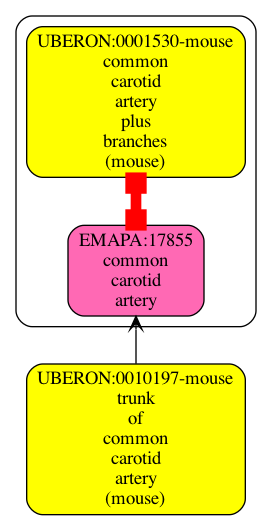 UBERON:0001530-mouse
common
carotid
artery
plus
branches
(mouse)
EMAPA:17855
common
carotid
artery
UBERON:0010197-mouse
trunk
of
common
carotid
artery
(mouse)